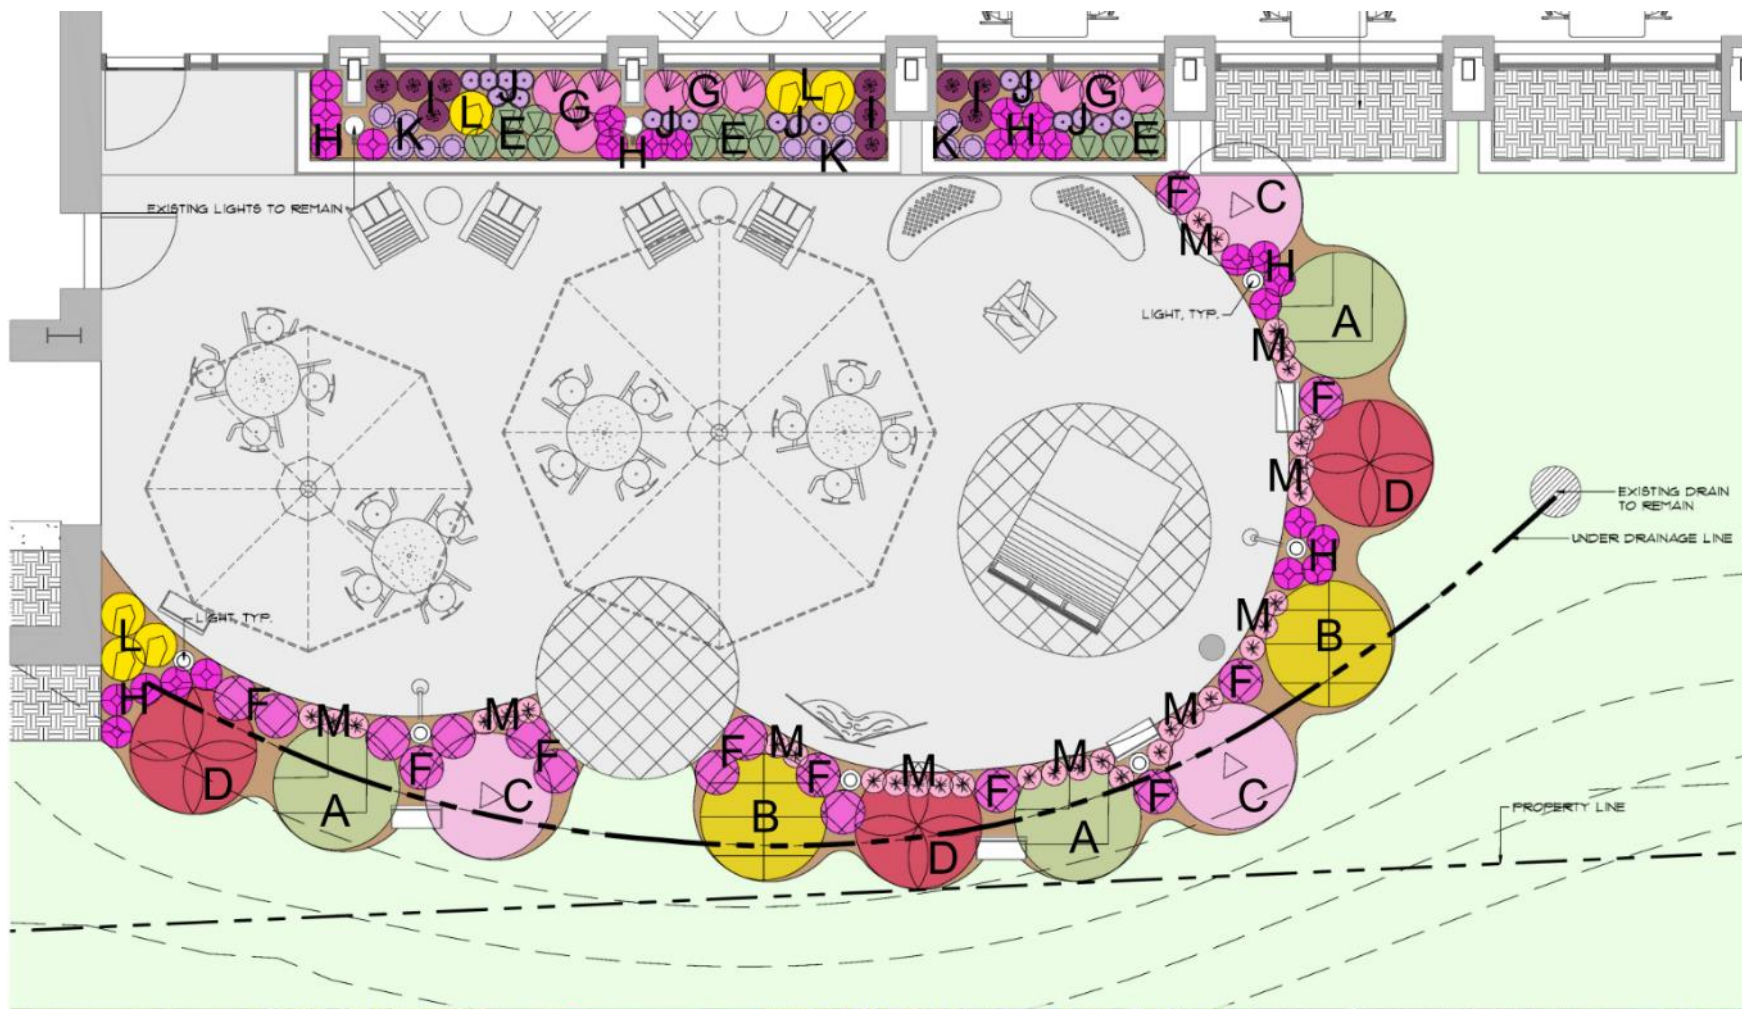 I J G G L I J G
L I I
K E J E J K H J E
H H K
EXISTING LIGHTS TO REMAIN
F C
M
H
LIGHT, TYP. A
M
F
M D
EXISTING DRAIN
TO REMAIN
UNDER DRAINAGE LINE
H
M B
LIGHT, TYP.
L
H F M M
F F
D A C
F M F
M F M F M
B D A F C
PROPERTY LINE